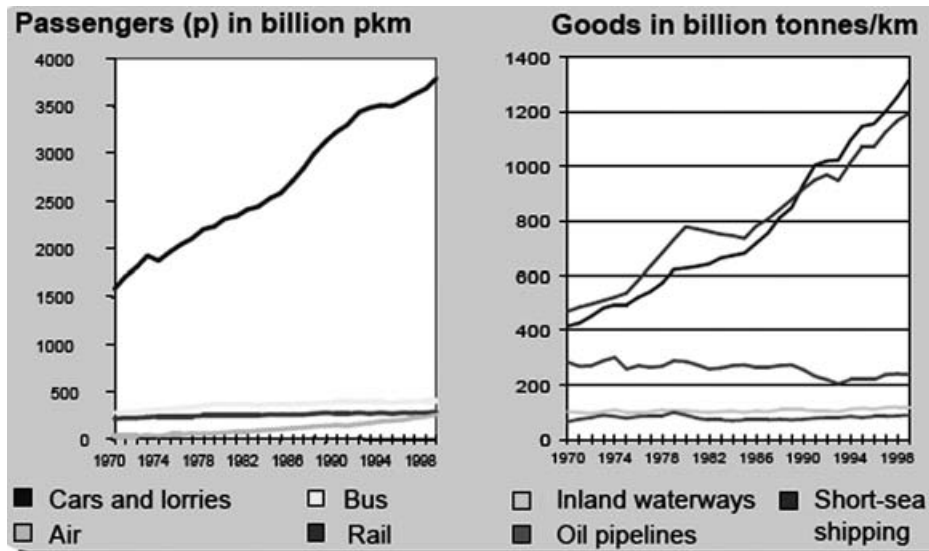 Passengers (p) in billion pkm
4000
3500
3000
2500
2000
1500
1000
500
0
1970 1974 1978 1982 1986 1990 1994 1998
Cars and lorries
Bus
Air
Rail
Goods in billion tonnes/km
1400
1200
1000
800
600
400
200
0
1970 1974 1978 1982 1986 1990 1994 1998
Inland waterways
Short-sea
shipping
Oil pipelines